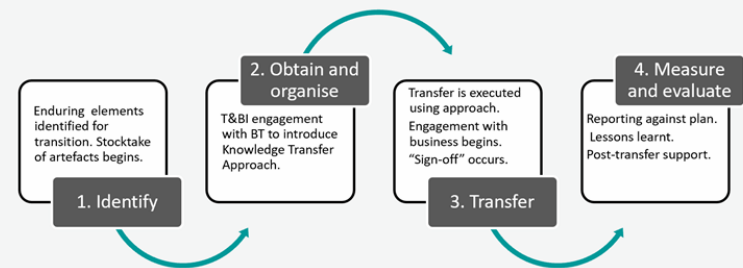 Enduring elements
identified for
transition. Stocktake
of artefacts begins.
1. Identify
2. Obtain and
organise
T&BI engagement
with BT to introduce
Knowledge Transfer
Approach.
Transfer is executed
using approach.
Engagement with
business begins.
“Sign-off” occurs.
3. Transfer
4. Measure
and evaluate
Reporting against plan.
Lessons learnt.
Post-transfer support.